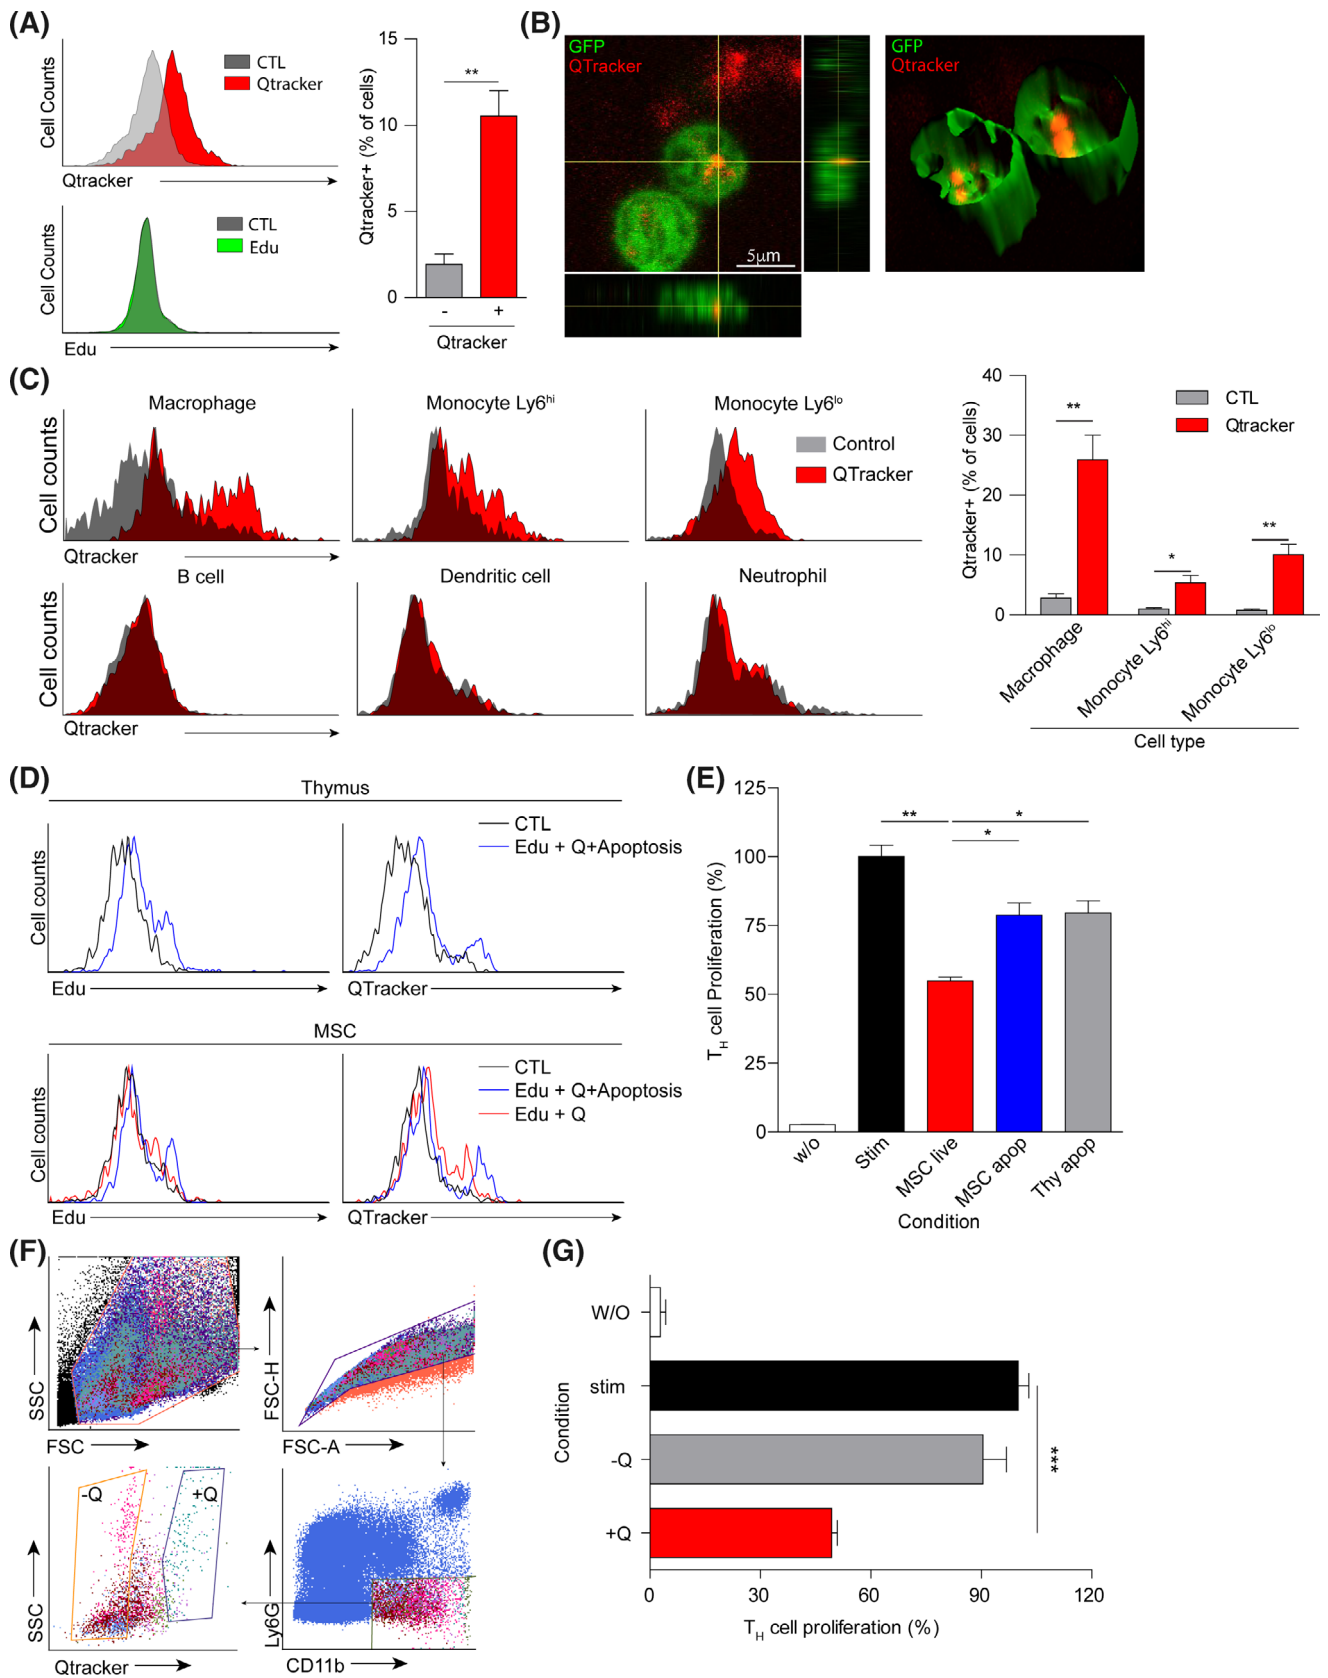 (A)
Cell Counts
CTL
Qtracker
Qtracker
Cell Counts
CTL
Edu
Edu
Qtracker+ (% of cells)
15
10
5
0
**
- +
Qtracker
(B)
GFP
QTracker
5µm
GFP
Qtracker
(C)
Macrophage
Monocyte Ly6hi
Monocyte Ly6lo
Control
QTracker
Cell counts
Qtracker
B cell
Dendritic cell
Neutrophil
Cell counts
Qtracker
Qtracker+ (% of cells)
40
30
20
10
0
CTL
Qtracker
**
*
**
Macrophage
Monocyte Ly6hi
Monocyte Ly6lo
Cell type
(D)
Thymus
Cell counts
CTL
Edu + Q+Apoptosis
Edu
QTracker
MSC
Cell counts
CTL
Edu + Q+Apoptosis
Edu + Q
Edu
QTracker
(E)
TH cell Proliferation (%)
125
100
75
50
25
0
**
*
*
w/o
Stim
MSC live
MSC apop
Thy apop
Condition
(F)
SSC
FSC
FSC-H
FSC-A
-Q
+Q
SSC
Qtracker
Ly6G
CD11b
(G)
Condition
W/O
stim
-Q
+Q
***
0 30 60 90 120
TH cell proliferation (%)